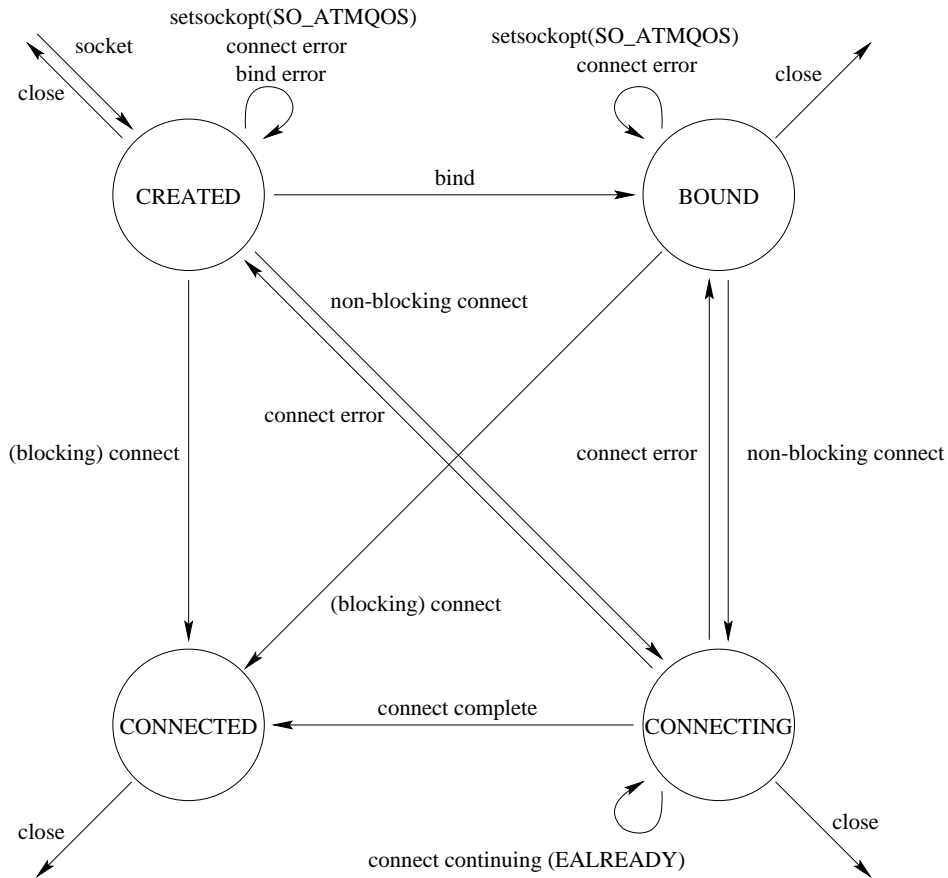 setsockopt(SO_ATMQOS)
connect error
bind error
socket
close
setsockopt(SO_ATMQOS)
connect error
close
CREATED
bind
BOUND
non-blocking connect
connect error
(blocking) connect
connect error
non-blocking connect
(blocking) connect
CONNECTED
connect complete
CONNECTING
close
connect continuing (EALREADY)
close